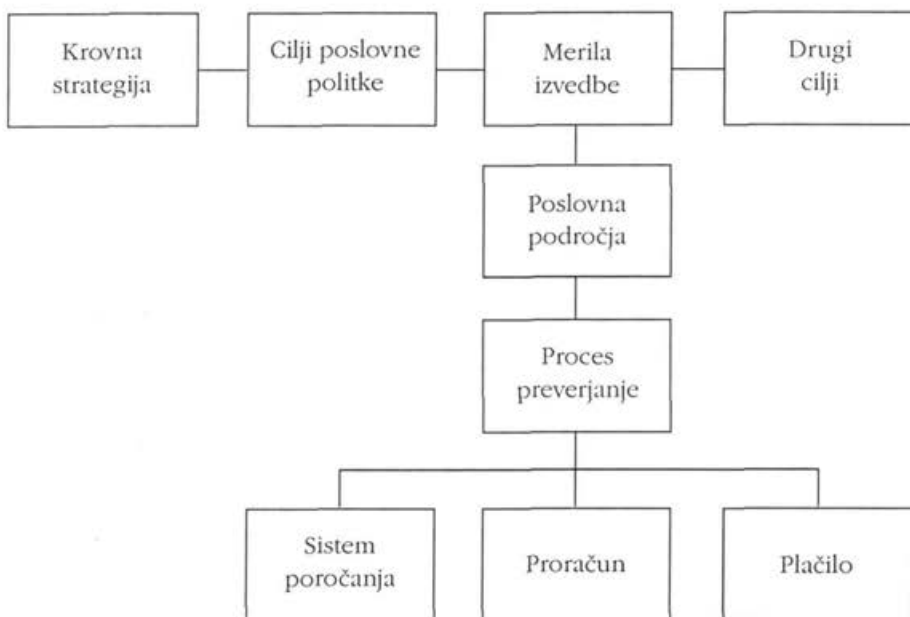 Krovna
strategija
Cilji poslovne
politke
Merila
izvedbe
Drugi
cilji
Poslovna
področja
Proces
preverjanje
Sistem
poročanja
Proračun
Plačilo